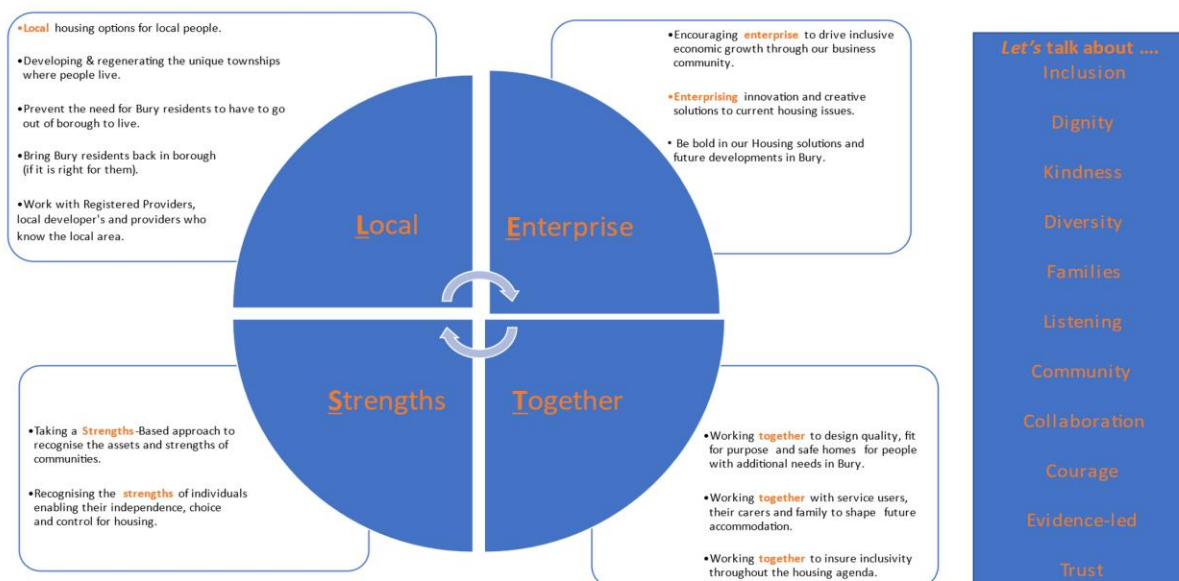 •Local housing options for local people.
•Developing & regenerating the unique townships
where people live.
•Prevent the need for Bury residents to have to go
out of borough to live.
•Bring Bury residents back in borough
(if it is right for them).
•Work with Registered Providers,
local developer's and providers who
know the local area.
•Encouraging enterprise to drive inclusive
economic growth through our business
community.
•Enterprising innovation and creative
solutions to current housing issues.
• Be bold in our Housing solutions and
future developments in Bury.
Local
Enterprise
Strengths
Together
•Taking a Strengths-Based approach to
recognise the assets and strengths of
communities.
•Recognising the strengths of individuals
enabling their independence, choice
and control for housing.
•Working together to design quality, fit
for purpose and safe homes for people
with additional needs in Bury.
•Working together with service users,
their carers and family to shape future
accommodation.
•Working together to insure inclusivity
throughout the housing agenda.
Let's talk about ....
Inclusion
Dignity
Kindness
Diversity
Families
Listening
Community
Collaboration
Courage
Evidence-led
Trust